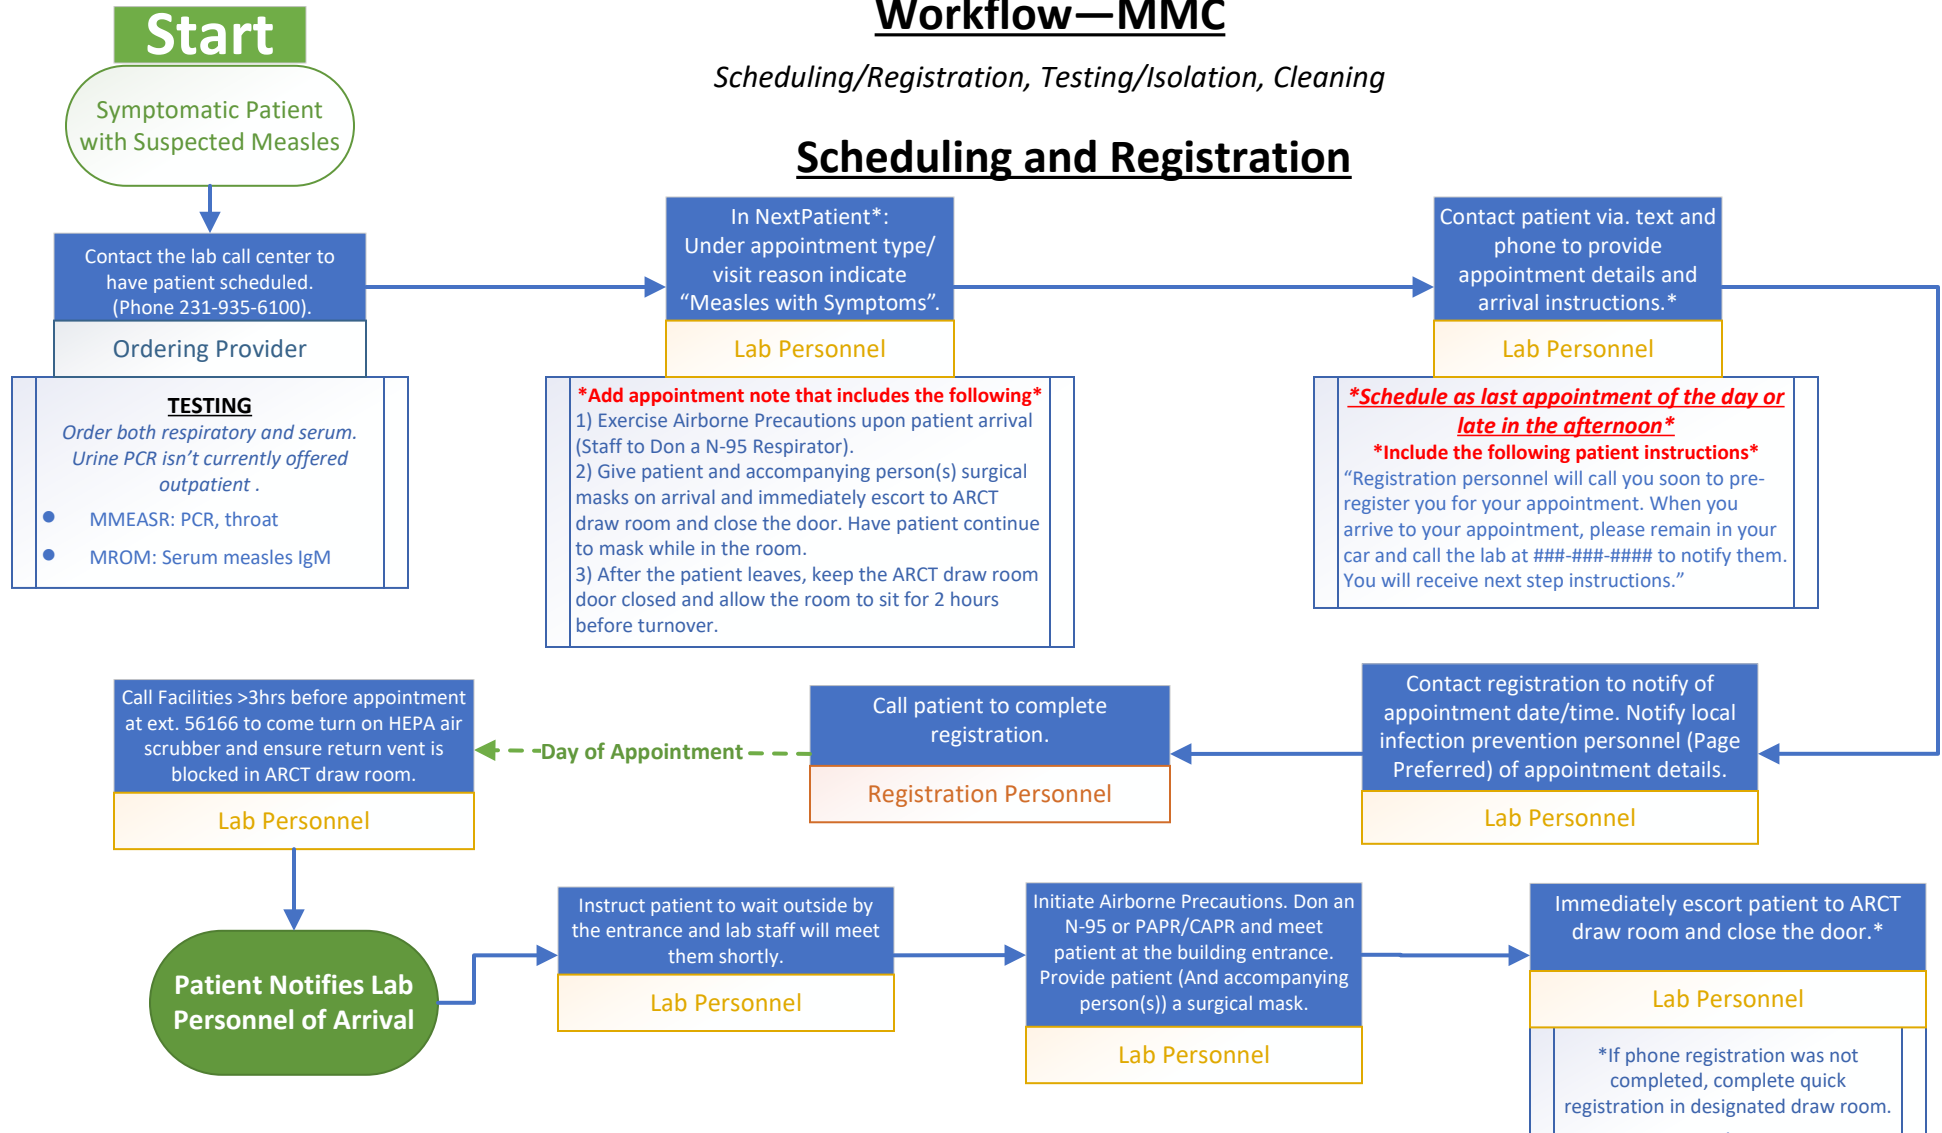 Workflow—MMC
Scheduling/Registration, Testing/Isolation, Cleaning
Start
Symptomatic Patient
with Suspected Measles
Scheduling and Registration
Contact the lab call center to
have patient scheduled.
(Phone 231-935-6100).
Ordering Provider
TESTING
Order both respiratory and serum.
Urine PCR isn’t currently offered
outpatient .
● MMEASR: PCR, throat
● MROM: Serum measles IgM
In NextPatient*:
Under appointment type/
visit reason indicate
“Measles with Symptoms”.
Lab Personnel
*Add appointment note that includes the following*
1) Exercise Airborne Precautions upon patient arrival
(Staff to Don a N-95 Respirator).
2) Give patient and accompanying person(s) surgical
masks on arrival and immediately escort to ARCT
draw room and close the door. Have patient continue
to mask while in the room.
3) After the patient leaves, keep the ARCT draw room
door closed and allow the room to sit for 2 hours
before turnover.
Contact patient via. text and
phone to provide
appointment details and
arrival instructions.*
Lab Personnel
*Schedule as last appointment of the day or
late in the afternoon*
*Include the following patient instructions*
“Registration personnel will call you soon to pre-
register you for your appointment. When you
arrive to your appointment, please remain in your
car and call the lab at ###-###-#### to notify them.
You will receive next step instructions.”
Contact registration to notify of
appointment date/time. Notify local
infection prevention personnel (Page
Preferred) of appointment details.
Lab Personnel
Call patient to complete
registration.
Registration Personnel
Day of Appointment
Call Facilities >3hrs before appointment
at ext. 56166 to come turn on HEPA air
scrubber and ensure return vent is
blocked in ARCT draw room.
Lab Personnel
Patient Notifies Lab
Personnel of Arrival
Instruct patient to wait outside by
the entrance and lab staff will meet
them shortly.
Lab Personnel
Initiate Airborne Precautions. Don an
N-95 or PAPR/CAPR and meet
patient at the building entrance.
Provide patient (And accompanying
person(s)) a surgical mask.
Lab Personnel
Immediately escort patient to ARCT
draw room and close the door.*
Lab Personnel
*If phone registration was not
completed, complete quick
registration in designated draw room.